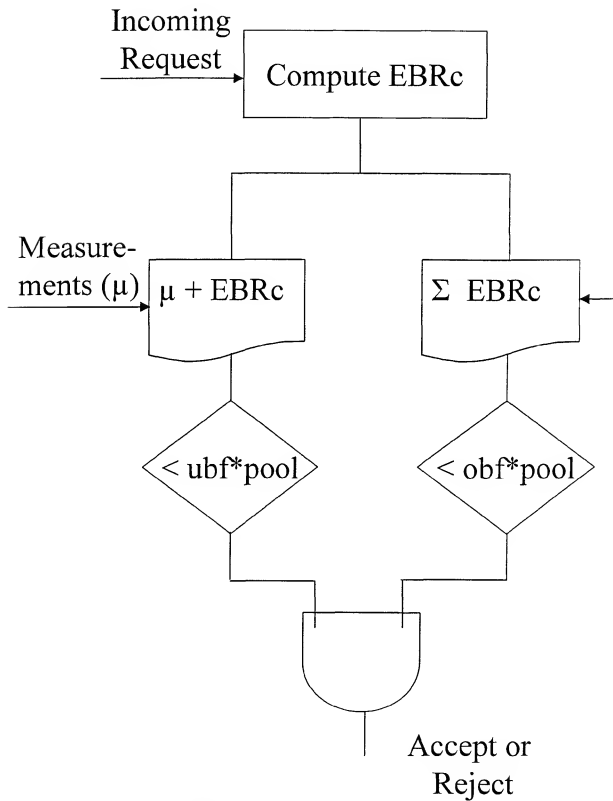 Incoming
Request
Compute EBRc
Measure-
ments (μ)
μ + EBRc
Σ EBRc
< ubf*pool
< obf*pool
Accept or
Reject